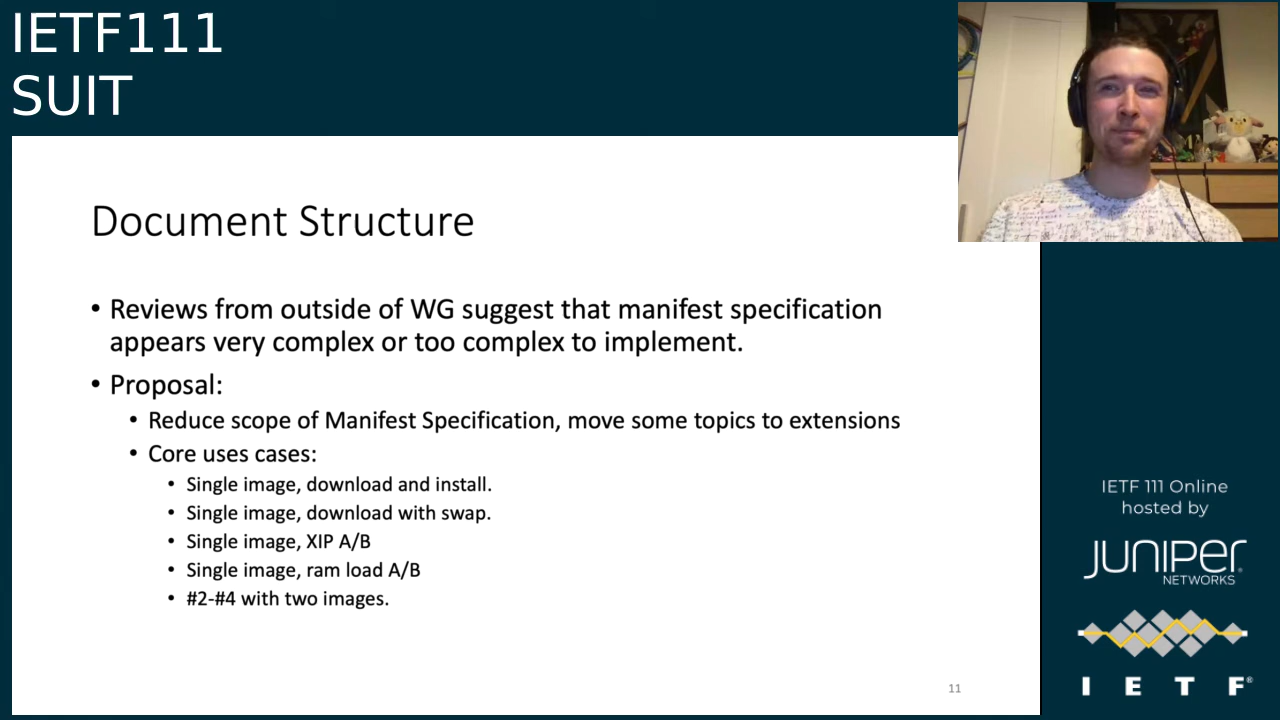 IETF111
SUIT
Document Structure
• Reviews from outside of WG suggest that manifest specification
appears very complex or too complex to implement.
• Proposal:
• Reduce scope of Manifest Specification, move some topics to extensions
• Core uses cases:
• Single image, download and install.
• Single image, download with swap.
• Single image, XIP A/B
• Single image, ram load A/B
• #2-#4 with two images.
11
IETF 111 Online
hosted by
JUNIPER
NETWORKS
I E T F®